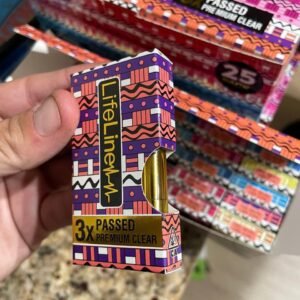 PASSED
PREMIUM CLEAR
25
LifeLine
3x PASSED
PREMIUM CLEAR